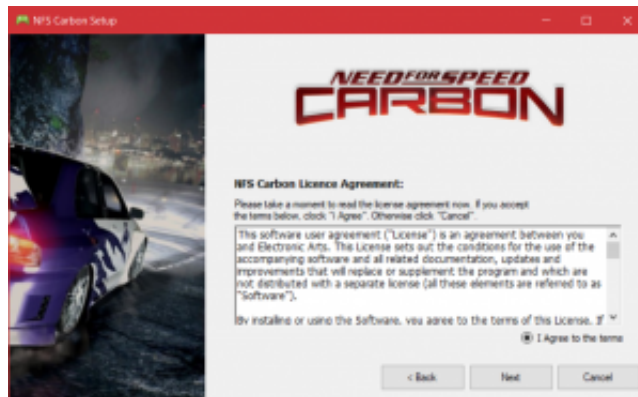 NFS Carbon Setup
NEED FOR SPEED
CARBON
NFS Carbon Licence Agreement:
Please take a moment to read the license agreement now. If you accept
the terms below, click "I Agree". Otherwise click "Cancel".
This software user agreement ("License") is an agreement between you
and Electronic Arts. The License sets out the conditions for the use of the
accompanying software and all related documentation, updates and
improvements that will replace or supplement the program and which are
not distributed with a separate license (all these elements are referred to as
"Software").
By installing or using the Software, you agree to the terms of this License. If
I Agree to the terms
< Back
Next
Cancel